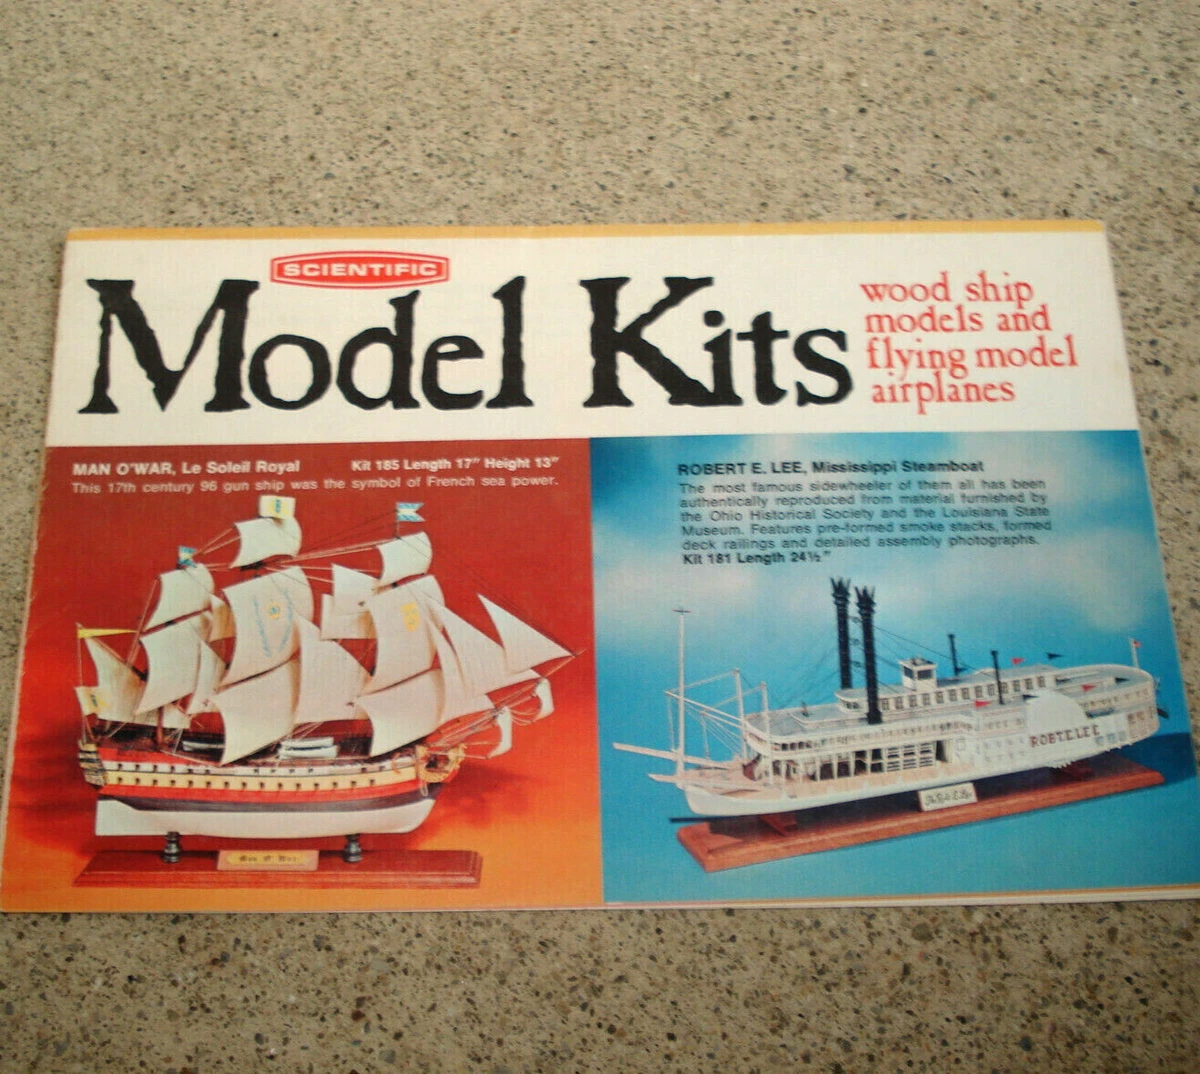 SCIENTIFIC
Model Kits
wood ship
models and
flying model
airplanes
MAN O'WAR, Le Soleil Royal Kit 185 Length 17" Height 13"
This 17th century 96 gun ship was the symbol of French sea power.
ROBERT E. LEE, Mississippi Steamboat
The most famous sidewheeler of them all has been
authentically reproduced from material furnished by
the Ohio Historical Society and the Louisiana State
Museum. Features pre-formed smoke stacks, formed
deck railings and detailed assembly photographs.
Kit 181 Length 24½"
ROBT.E.LEE
Man O' War